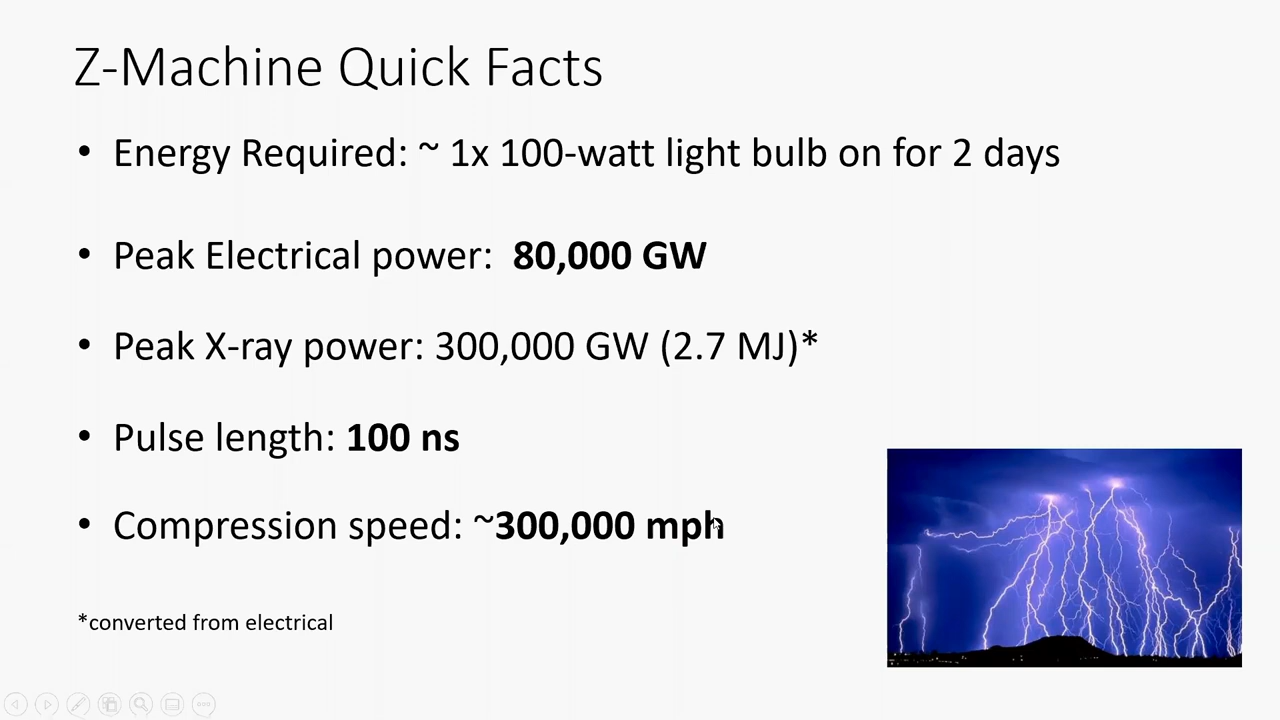 Z-Machine Quick Facts
• Energy Required: ~ 1x 100-watt light bulb on for 2 days
• Peak Electrical power:  80,000 GW
• Peak X-ray power: 300,000 GW (2.7 MJ)*
• Pulse length: 100 ns
• Compression speed: ~300,000 mph
*converted from electrical